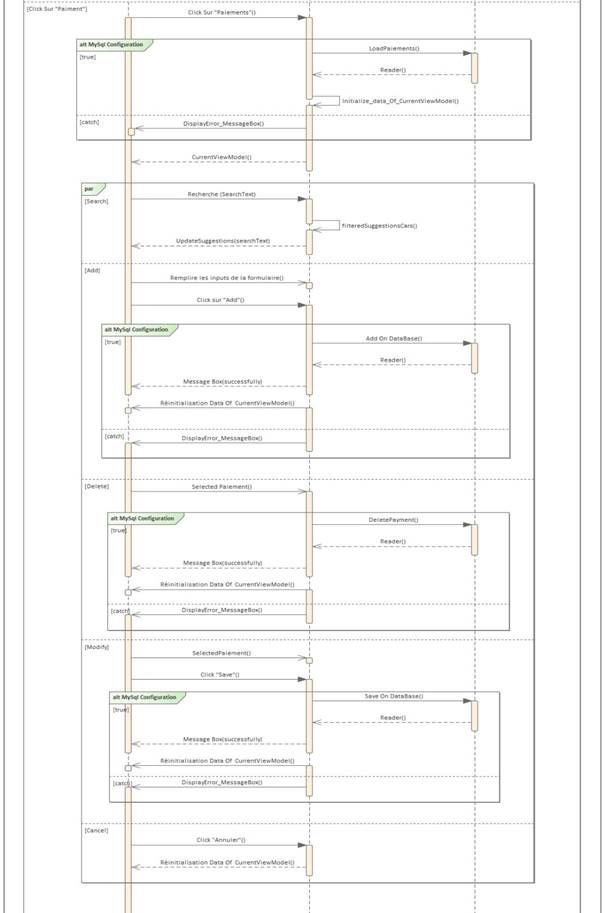 [Click Sur "Paiment"]
Click Sur "Paiements"()
alt MySql Configuration
[true]
LoadPaiements()
Reader()
Initialize_data_Of_CurrentViewModel()
[catch]
DisplayError_MessageBox()
CurrentViewModel()
par
[Search]
Recherche (SearchText)
filteredSuggestionsCars()
UpdateSuggestions(searchText)
[Add]
Remplire les inputs de la formulaire()
Click sur "Add"()
alt MySql Configuration
[true]
Add On DataBase()
Reader()
Message Box(successfully)
Réinitialisation Data Of CurrentViewModel()
[catch]
DisplayError_MessageBox()
[Delete]
Selected Paiement()
alt MySql Configuration
[true]
DeletePayment()
Reader()
Message Box(successfully)
Réinitialisation Data Of CurrentViewModel()
[catch]
DisplayError_MessageBox()
[Modify]
SelectedPaiement()
Click "Save"()
alt MySql Configuration
[true]
Save On DataBase()
Reader()
Message Box(successfully)
Réinitialisation Data Of CurrentViewModel()
[catch]
DisplayError_MessageBox()
[Cancel]
Click "Annuler"()
Réinitialisation Data Of CurrentViewModel()